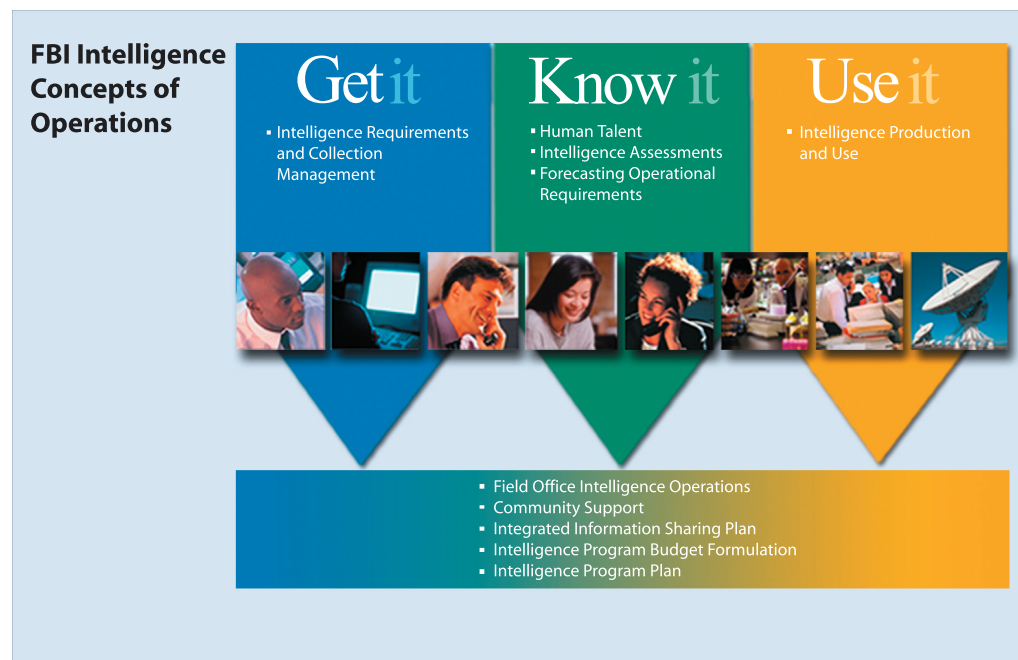 FBI Intelligence
Concepts of
Operations
Get it
▪ Intelligence Requirements
and Collection
Management
Know it
▪ Human Talent
▪ Intelligence Assessments
▪ Forecasting Operational
Requirements
Use it
▪ Intelligence Production
and Use
▪ Field Office Intelligence Operations
▪ Community Support
▪ Integrated Information Sharing Plan
▪ Intelligence Program Budget Formulation
▪ Intelligence Program Plan